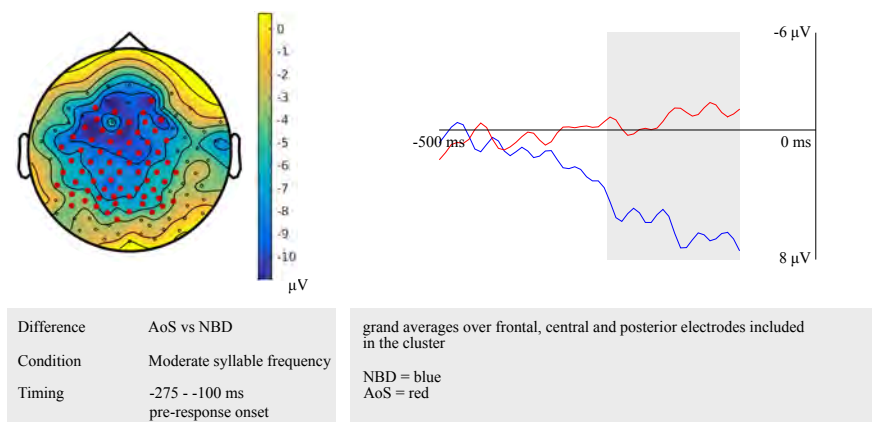 0
-1
-2
-3
-4
-5
-6
-7
-8
-9
-10
μV
-6 μV
-500 ms
0 ms
8 μV
Difference AoS vs NBD
Condition Moderate syllable frequency
Timing -275 - -100 ms
pre-response onset
grand averages over frontal, central and posterior electrodes included
in the cluster
NBD = blue
AoS = red